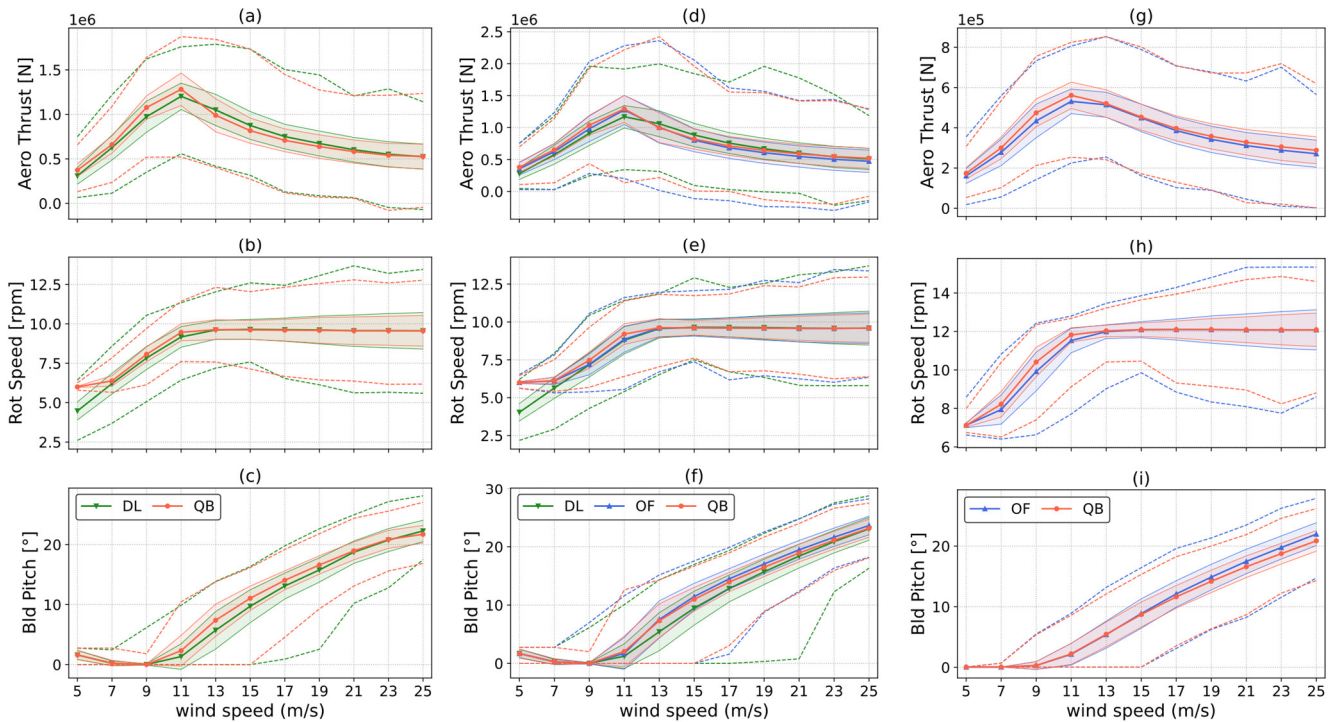 (a) (d) (g)
1e6 1e6 1e5
Aero Thrust [N]
1.5
1.0
0.5
0.0
Aero Thrust [N]
2.5
2.0
1.5
1.0
0.5
0.0
Aero Thrust [N]
8
6
4
2
0
(b) (e) (h)
Rot Speed [rpm]
12.5
10.0
7.5
5.0
2.5
Rot Speed [rpm]
12.5
10.0
7.5
5.0
2.5
Rot Speed [rpm]
14
12
10
8
6
(c) (f) (i)
Bld Pitch [°]
20
10
0
DL QB
Bld Pitch [°]
30
20
10
0
DL OF QB
Bld Pitch [°]
20
10
0
OF QB
5 7 9 11 13 15 17 19 21 23 25
wind speed (m/s)
5 7 9 11 13 15 17 19 21 23 25
wind speed (m/s)
5 7 9 11 13 15 17 19 21 23 25
wind speed (m/s)